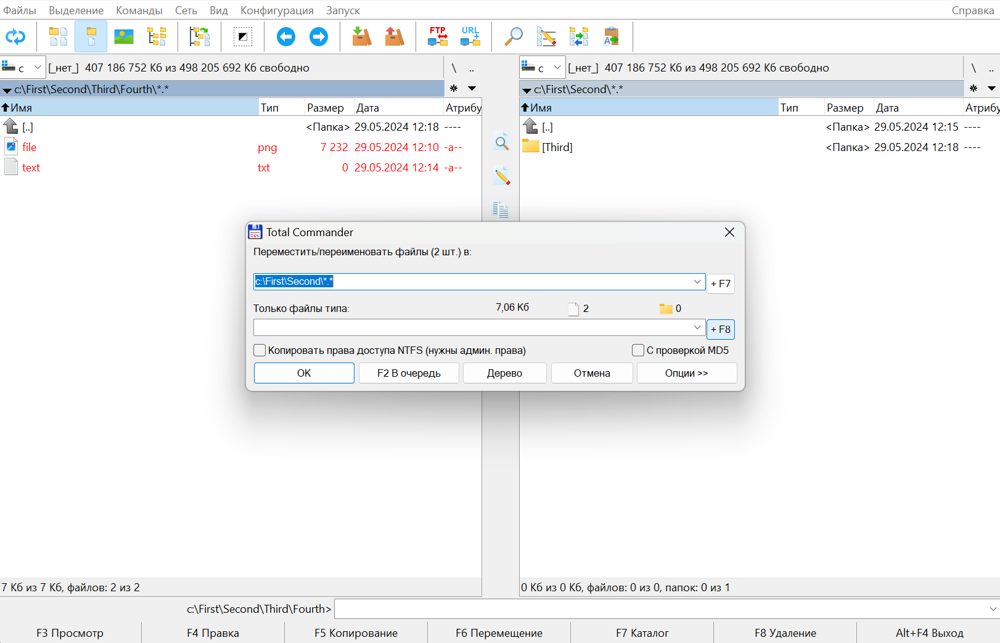 Файлы Выделение Команды Сеть Вид Конфигурация Запуск Справка
FTP URL
c [_нет_] 407 186 752 Кб из 498 205 692 Кб свободно \ ..
c [_нет_] 407 186 752 Кб из 498 205 692 Кб свободно \ ..
c:\First\Second\Third\Fourth\*.* *
c:\First\Second\*.* *
Имя Тип Размер Дата Атрибу
Имя Тип Размер Дата Атрибу
[..] <Папка> 29.05.2024 12:18 ----
[..] <Папка> 29.05.2024 12:15 ----
file png 7 232 29.05.2024 12:10 -a--
[Third] <Папка> 29.05.2024 12:18 ----
text txt 0 29.05.2024 12:14 -a--
Total Commander
Переместить/переименовать файлы (2 шт.) в:
c:\First\Second\*.*
+ F7
Только файлы типа: 7,06 Кб 2 0
+ F8
Копировать права доступа NTFS (нужны админ. права) С проверкой MD5
OK F2 В очередь Дерево Отмена Опции >>
7 Кб из 7 Кб, файлов: 2 из 2
0 Кб из 0 Кб, файлов: 0 из 0, папок: 0 из 1
c:\First\Second\Third\Fourth>
F3 Просмотр F4 Правка F5 Копирование F6 Перемещение F7 Каталог F8 Удаление Alt+F4 Выход